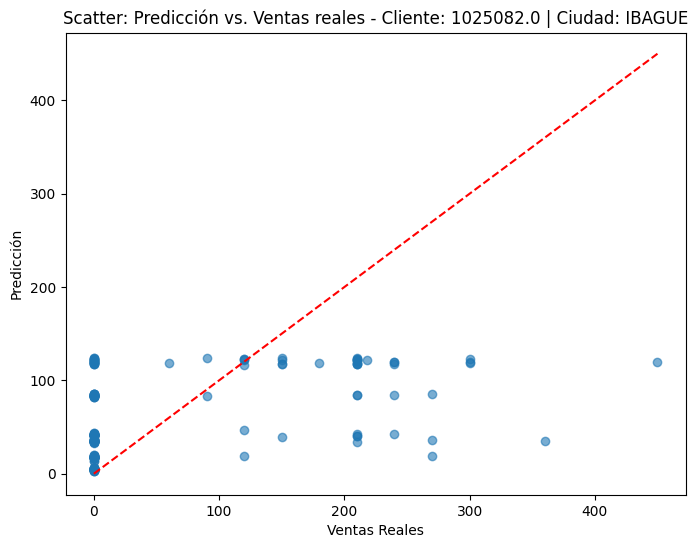 Scatter: Predicción vs. Ventas reales - Cliente: 1025082.0 | Ciudad: IBAGUE
400
300
200
100
0
Predicción
0 100 200 300 400
Ventas Reales